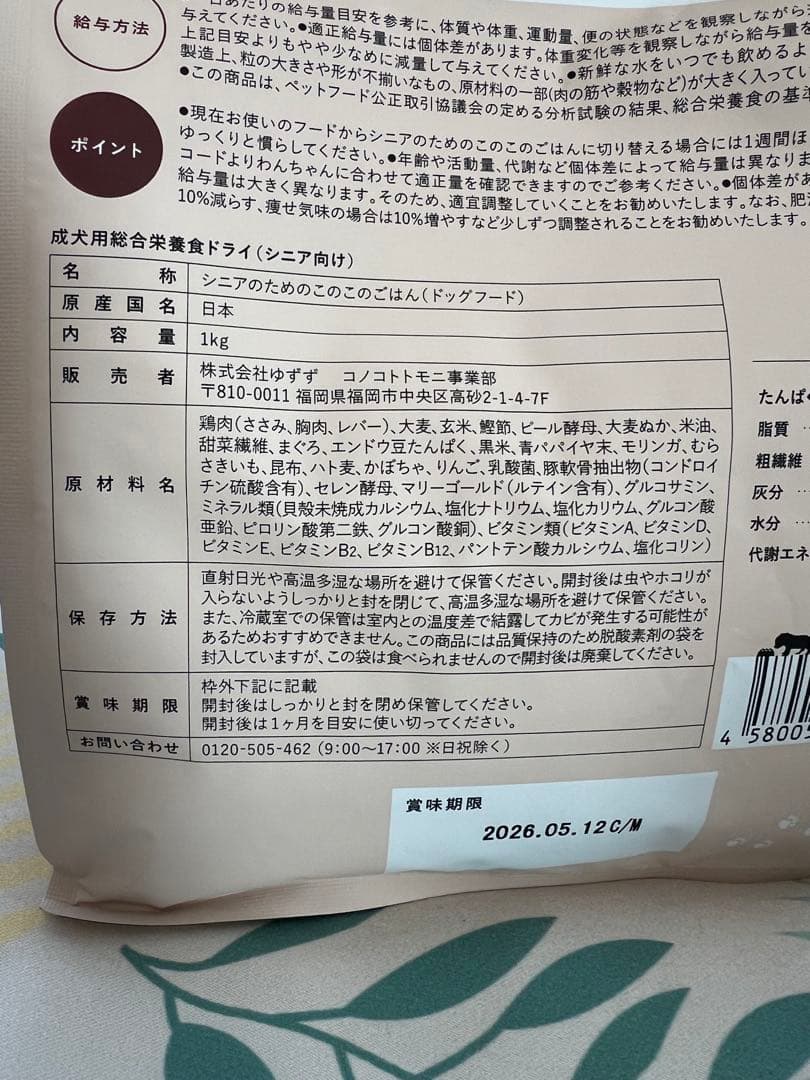 給与方法
日あたりの給与量目安を参考に、体質や体重、運動量、便の状態などを観察しながら
与えてください。●適正給与量には個体差があります。体重変化等を観察しながら給与量を
上記目安よりもやや少なめに減量して与えてください。●新鮮な水をいつでも飲めるよ
製造上、粒の大きさや形が不揃いなもの、原材料の一部(肉の筋や穀物など)が大きく入ってい
●この商品は、ペットフード公正取引協議会の定める分析試験の結果、総合栄養食の基準
ポイント
●現在お使いのフードからシニアのためのこのこのごはんに切り替える場合には1週間ほ
ゆっくりと慣らしてください。●年齢や活動量、代謝など個体差によって給与量は異なりま
コードよりわんちゃんに合わせて適正量を確認できますのでご参考ください。●個体差があ
給与量は大きく異なります。そのため、適宜調整していくことをお勧めいたします。なお、肥満
10%減らす、痩せ気味の場合は10%増やすなど少しずつ調整されることをお勧めいたします。
成犬用総合栄養食ドライ(シニア向け)
名称 シニアのためのこのこのごはん(ドッグフード)
原産国名 日本
内容量 1kg
販売者 株式会社ゆずず コノコトトモニ事業部
〒810-0011 福岡県福岡市中央区高砂2-1-4-7F
原材料名 鶏肉(ささみ、胸肉、レバー)、大麦、玄米、鰹節、ビール酵母、大麦ぬか、米油、
甜菜繊維、まぐろ、エンドウ豆たんぱく、黒米、青パパイヤ末、モリンガ、むら
さきいも、昆布、ハト麦、かぼちゃ、りんご、乳酸菌、豚軟骨抽出物(コンドロイ
チン硫酸含有)、セレン酵母、マリーゴールド(ルテイン含有)、グルコサミン、
ミネラル類(貝殻未焼成カルシウム、塩化ナトリウム、塩化カリウム、グルコン酸
亜鉛、ピロリン酸第二鉄、グルコン酸銅)、ビタミン類(ビタミンA、ビタミンD、
ビタミンE、ビタミンB2、ビタミンB12、パントテン酸カルシウム、塩化コリン)
保存方法 直射日光や高温多湿な場所を避けて保管ください。開封後は虫やホコリが
入らないようしっかりと封を閉じて、高温多湿な場所を避けて保管ください。
また、冷蔵室での保管は室内との温度差で結露してカビが発生する可能性が
あるためおすすめできません。この商品には品質保持のため脱酸素剤の袋を
封入していますが、この袋は食べられませんので開封後は廃棄してください。
賞味期限 枠外下記に記載
開封後はしっかりと封を閉め保管してください。
開封後は1ヶ月を目安に使い切ってください。
お問い合わせ 0120-505-462 (9:00〜17:00 ※日祝除く)
たんぱく
脂質
粗繊維
灰分
水分
代謝エネ
4 58005
賞味期限
2026.05.12C/M